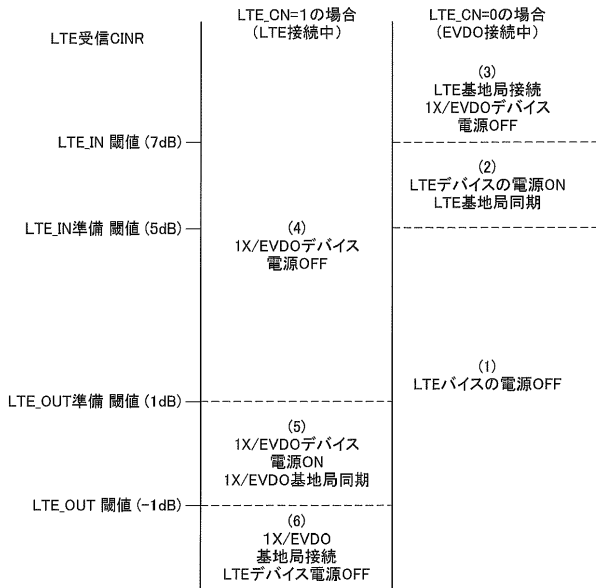 LTE受信CINR
LTE_CN=1の場合
(LTE接続中)
LTE_CN=0の場合
(EVDO接続中)
(3)
LTE基地局接続
1X/EVDOデバイス
電源OFF
LTE_IN 閾値 (7dB)
(2)
LTEデバイスの電源ON
LTE基地局同期
LTE_IN準備 閾値 (5dB)
(4)
1X/EVDOデバイス
電源OFF
(1)
LTEバイスの電源OFF
LTE_OUT準備 閾値 (1dB)
(5)
1X/EVDOデバイス
電源ON
1X/EVDO基地局同期
LTE_OUT 閾値 (-1dB)
(6)
1X/EVDO
基地局接続
LTEデバイス電源OFF